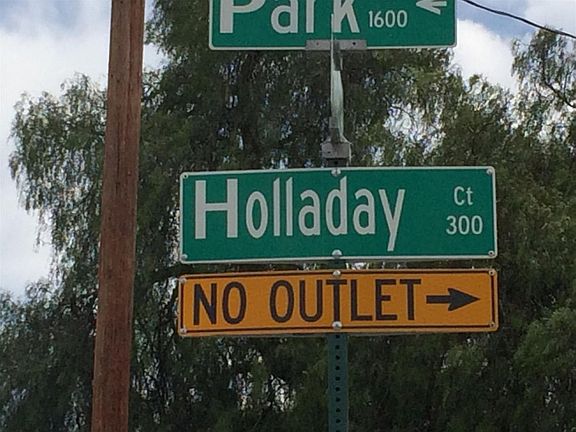 Park 1600 ←
Holladay Ct 300
NO OUTLET →